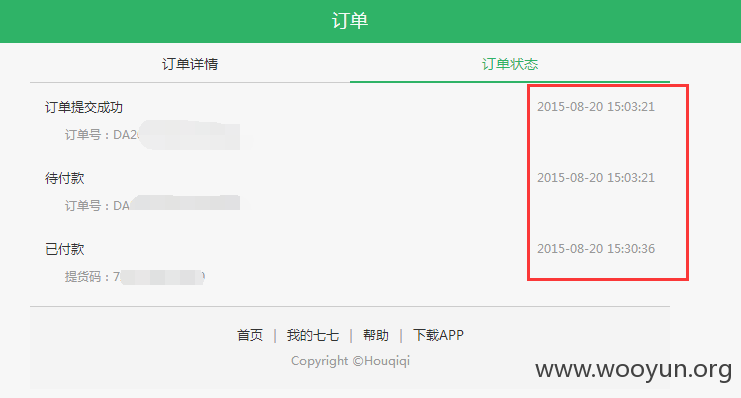 订单
订单详情 订单状态
订单提交成功 2015-08-20 15:03:21
订单号：DA2
待付款 2015-08-20 15:03:21
订单号：DA
已付款 2015-08-20 15:30:36
提货码：7
首页 | 我的七七 | 帮助 | 下载APP
Copyright ©Houqiqi
www.wooyun.org